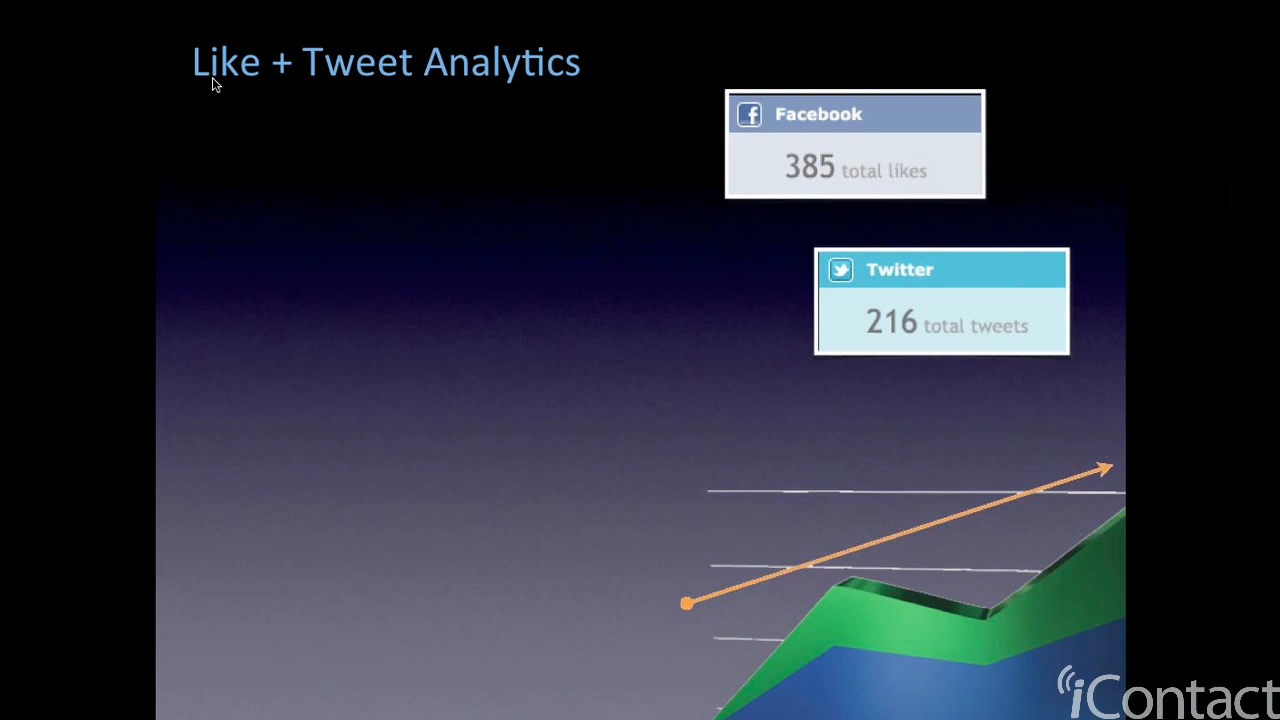 Like + Tweet Analytics
Facebook
385 total likes
Twitter
216 total tweets
iContact